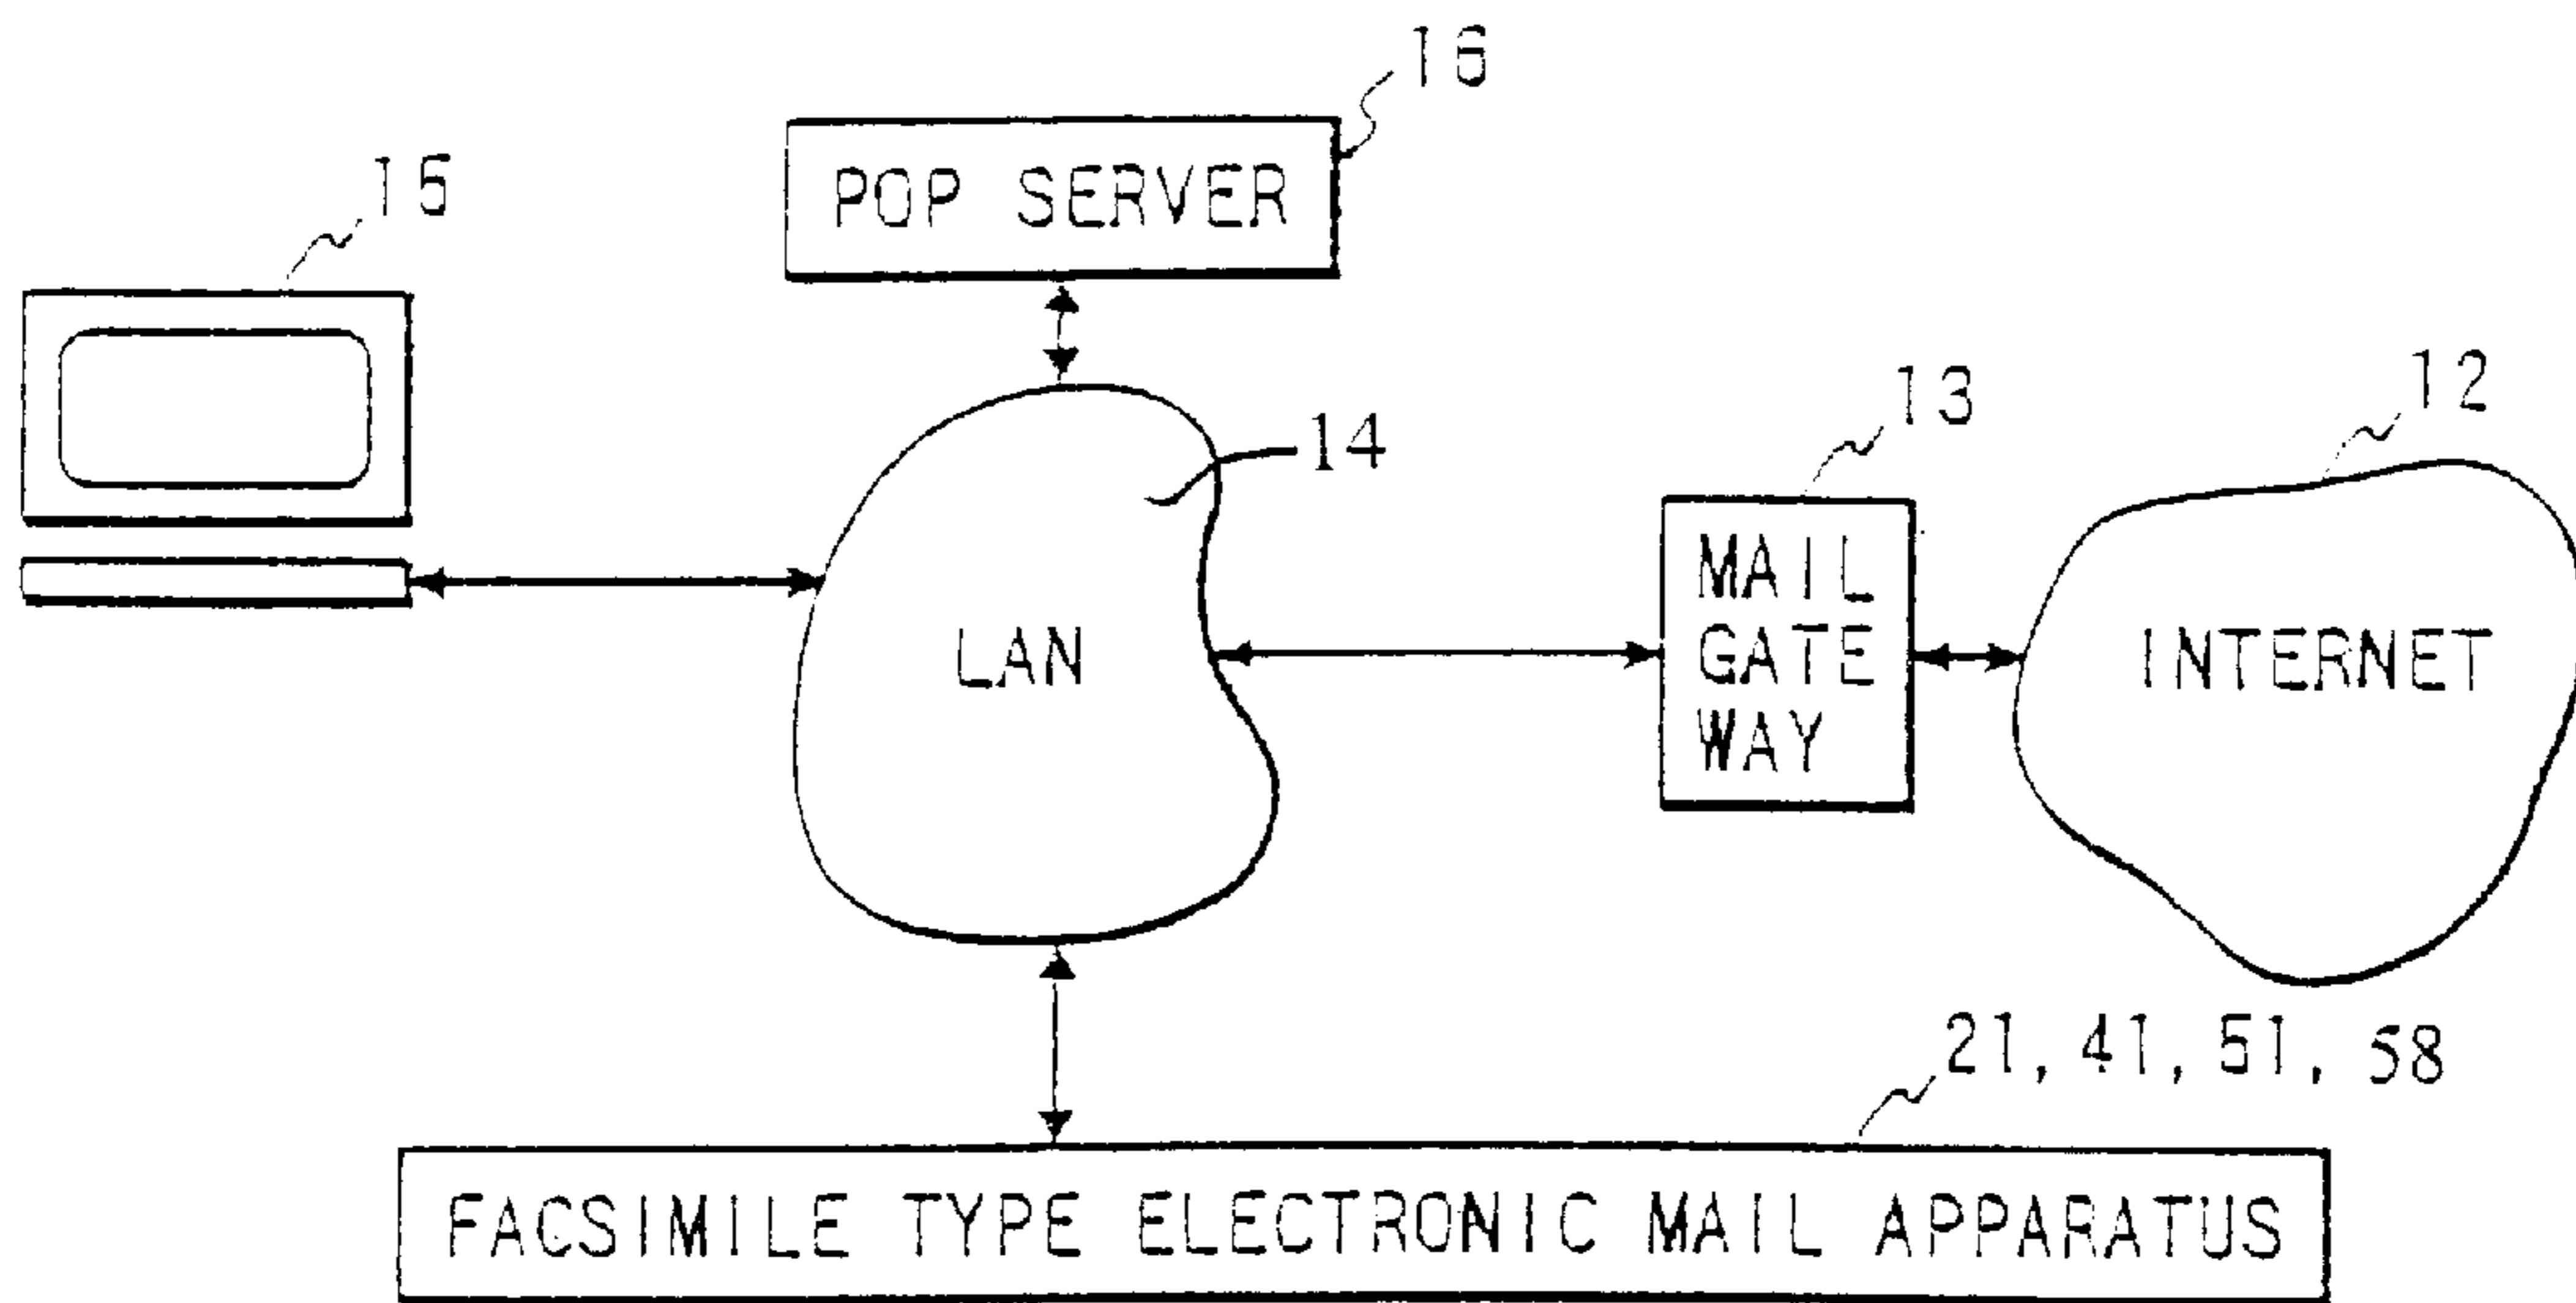 16
POP SERVER
15
14
13
12
MAIL
GATE
WAY
LAN
INTERNET
21, 41, 51, 58
FACSIMILE TYPE ELECTRONIC MAIL APPARATUS